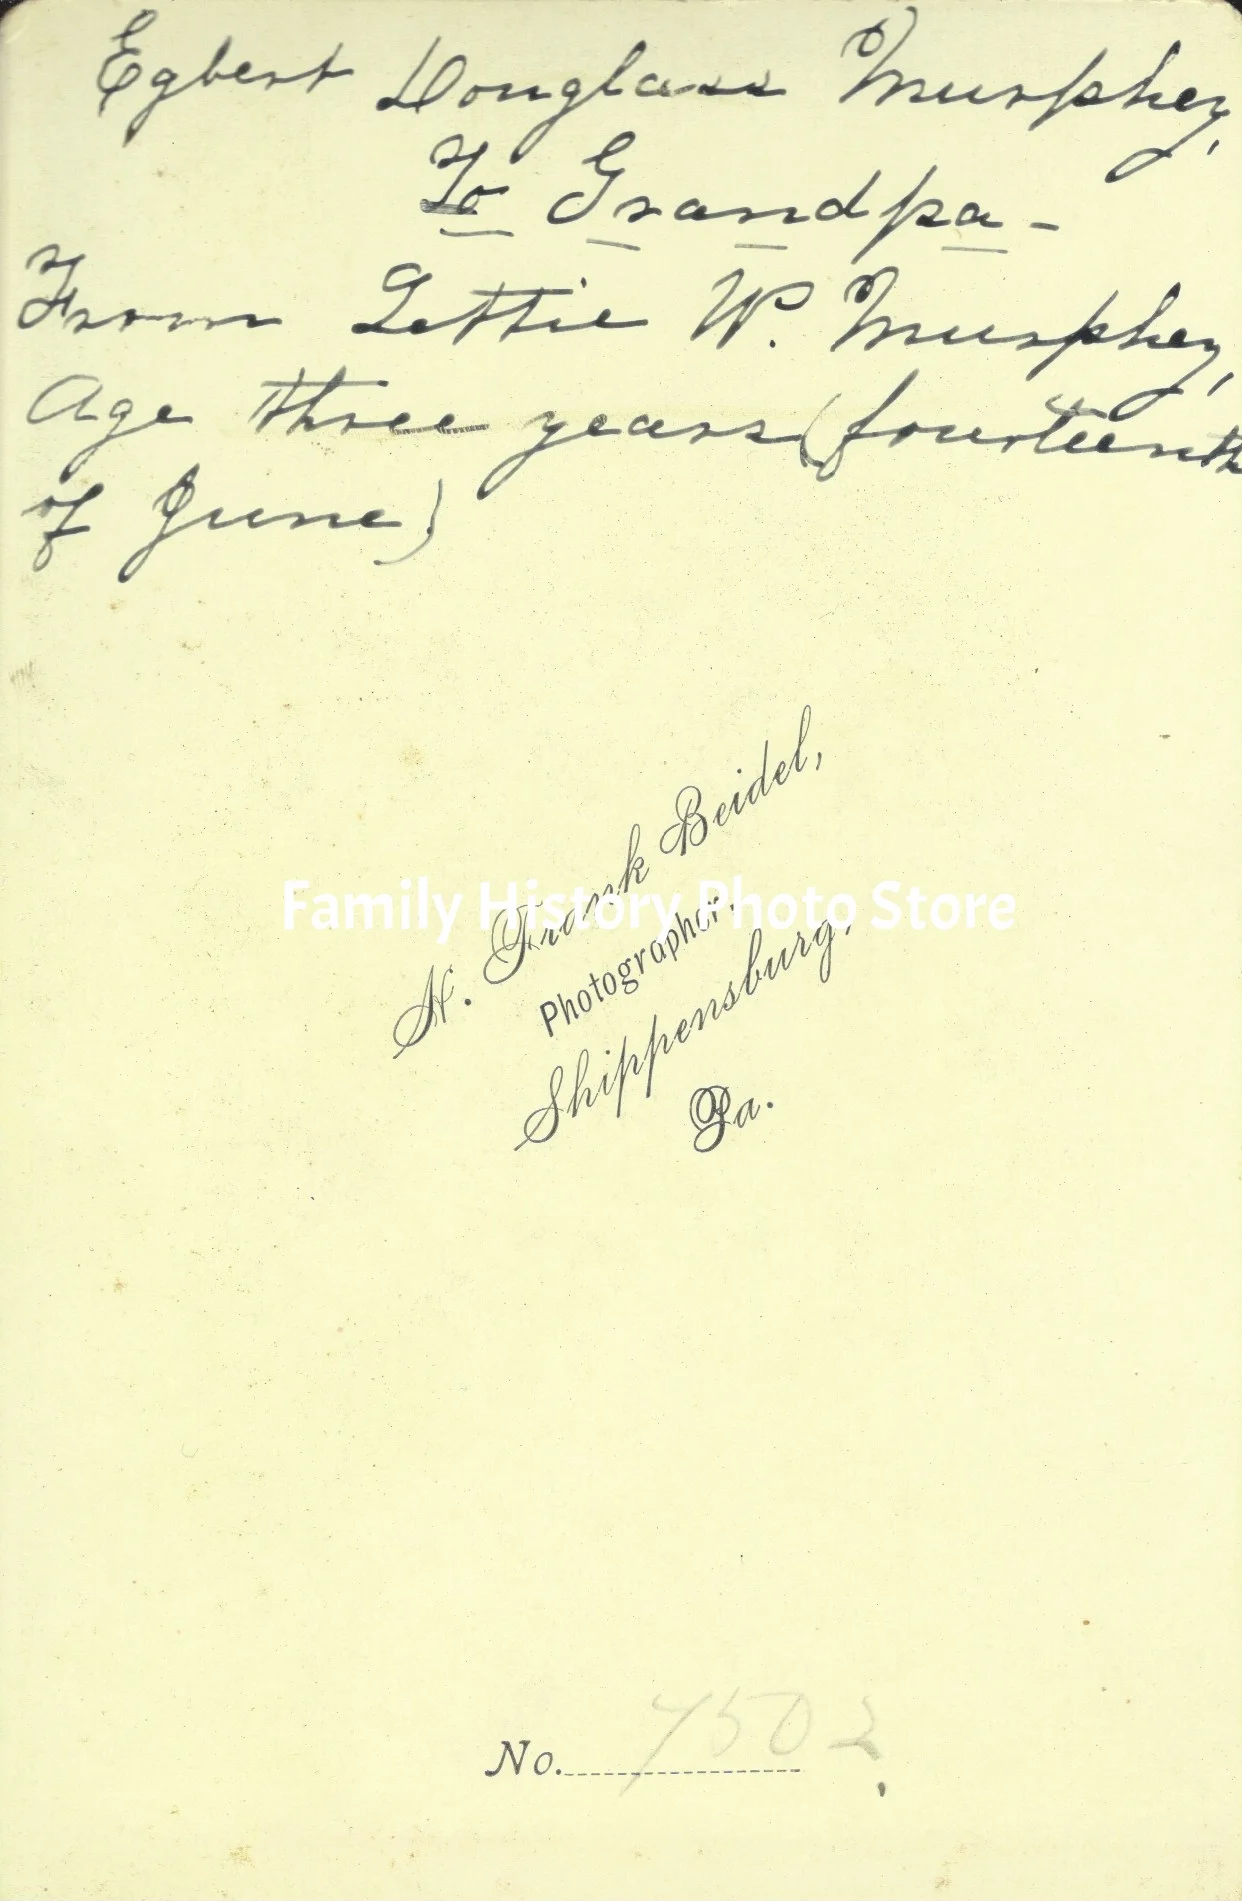 Egbert Douglass Murphey,
To Grandpa -
From Lettie W. Murphey,
Age three years (fourteenth
of June)
H. Frank Beidel,
Family History Photo Store
Photographer,
Shippensburg,
Pa.
No. 7502